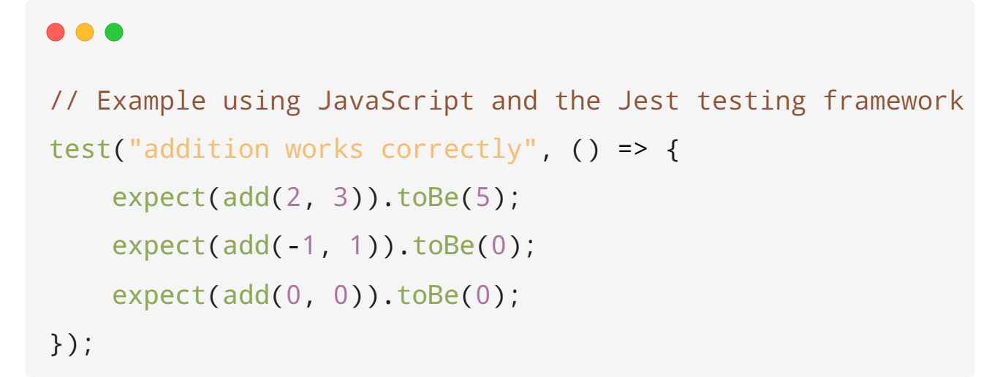 // Example using JavaScript and the Jest testing framework
test("addition works correctly", () => {
    expect(add(2, 3)).toBe(5);
    expect(add(-1, 1)).toBe(0);
    expect(add(0, 0)).toBe(0);
});